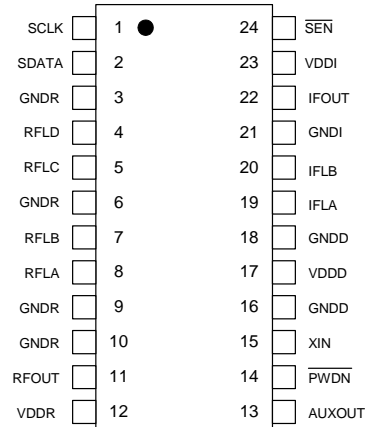 SCLK 1 24 S̅E̅N̅
SDATA 2 23 VDDI
GNDR 3 22 IFOUT
RFLD 4 21 GNDI
RFLC 5 20 IFLB
GNDR 6 19 IFLA
RFLB 7 18 GNDD
RFLA 8 17 VDDD
GNDR 9 16 GNDD
GNDR 10 15 XIN
RFOUT 11 14 P̅W̅D̅N̅
VDDR 12 13 AUXOUT